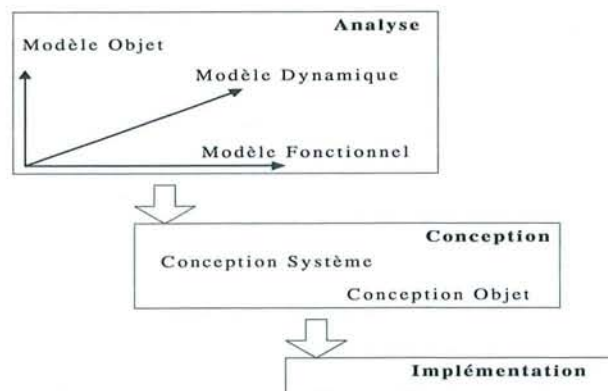 Analyse
Modèle Objet
Modèle Dynamique
Modèle Fonctionnel
Conception
Conception Système
Conception Objet
Implémentation